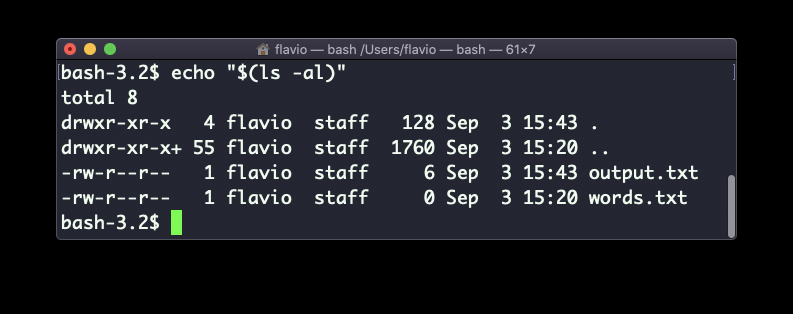 flavio — bash /Users/flavio — bash — 61×7
[bash-3.2$ echo "$(ls -al)" ]
total 8
drwxr-xr-x   4 flavio  staff   128 Sep  3 15:43 .
drwxr-xr-x+ 55 flavio  staff  1760 Sep  3 15:20 ..
-rw-r--r--   1 flavio  staff     6 Sep  3 15:43 output.txt
-rw-r--r--   1 flavio  staff     0 Sep  3 15:20 words.txt
bash-3.2$